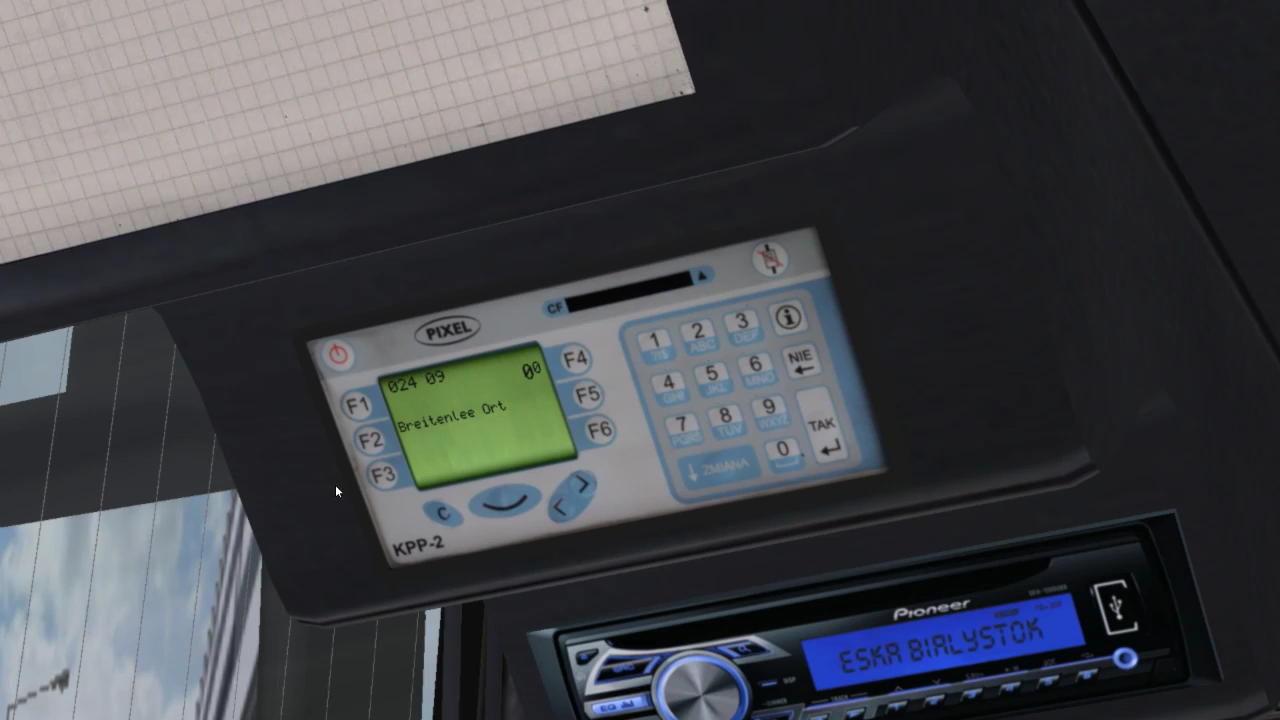 CF
PIXEL
024 09 00
Breitenlee Ort
F1
F2
F3
F4
F5
F6
1
2 ABC
3 DEF
4 GHI
5 JKL
6 MNO
NIE
7 PQRS
8 TUV
9 WXYZ
TAK
ZMIANA
0
C
KPP-2
Pioneer
ESKA BIALYSTOK
EQ
DISP